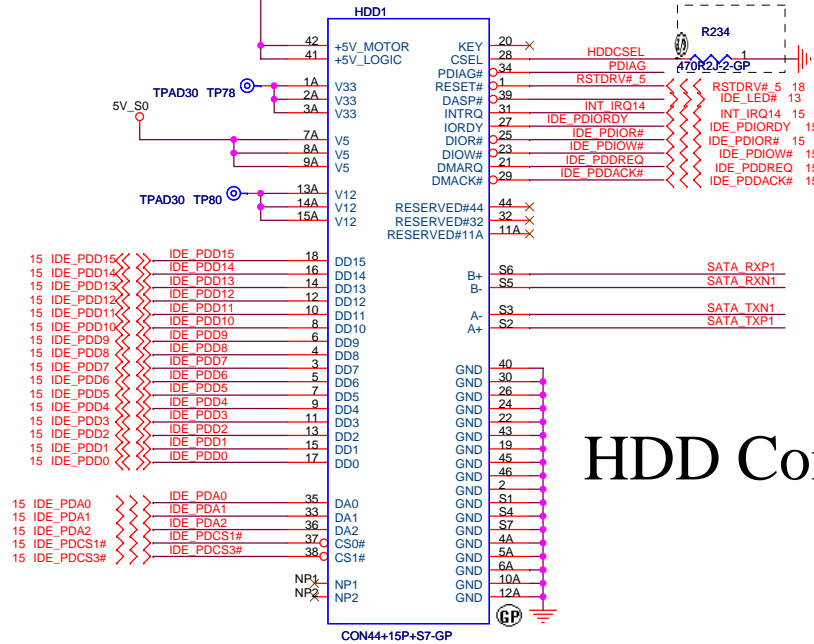 HDD1
42 +5V_MOTOR KEY 20
41 +5V_LOGIC CSEL 28 HDDCSEL R234 1
PDIAG# 34 PDIAG 470R2J-2-GP
TPAD30 TP78 1A V33 RESET# 1 RSTDRV#_5 RSTDRV#_5 18
2A V33 DASP# 39 IDE_LED# 13
5V_S0 3A V33 INTRQ 31 INT_IRQ14 INT_IRQ14 15
IORDY 27 IDE_PDIORDY IDE_PDIORDY 15
7A V5 DIOR# 25 IDE_PDIOR# IDE_PDIOR# 15
8A V5 DIOW# 23 IDE_PDIOW# IDE_PDIOW# 15
9A V5 DMARQ 21 IDE_PDDREQ IDE_PDDREQ 15
DMACK# 29 IDE_PDDACK# IDE_PDDACK# 15
TPAD30 TP80 13A V12
14A V12 RESERVED#44 44
15A V12 RESERVED#32 32
RESERVED#11A 11A
15 IDE_PDD15 IDE_PDD15 18 DD15
15 IDE_PDD14 IDE_PDD14 16 DD14 B+ S6 SATA_RXP1
15 IDE_PDD13 IDE_PDD13 14 DD13 B- S5 SATA_RXN1
15 IDE_PDD12 IDE_PDD12 12 DD12
15 IDE_PDD11 IDE_PDD11 10 DD11 A- S3 SATA_TXN1
15 IDE_PDD10 IDE_PDD10 8 DD10 A+ S2 SATA_TXP1
15 IDE_PDD9 IDE_PDD9 6 DD9
15 IDE_PDD8 IDE_PDD8 4 DD8
15 IDE_PDD7 IDE_PDD7 3 DD7 GND 40
15 IDE_PDD6 IDE_PDD6 5 DD6 GND 30
15 IDE_PDD5 IDE_PDD5 7 DD5 GND 26
15 IDE_PDD4 IDE_PDD4 9 DD4 GND 24
15 IDE_PDD3 IDE_PDD3 11 DD3 GND 22
15 IDE_PDD2 IDE_PDD2 13 DD2 GND 43
15 IDE_PDD1 IDE_PDD1 15 DD1 GND 19
15 IDE_PDD0 IDE_PDD0 17 DD0 GND 45
GND 46
HDD Co
GND 2
15 IDE_PDA0 IDE_PDA0 35 DA0 GND S1
15 IDE_PDA1 IDE_PDA1 33 DA1 GND S4
15 IDE_PDA2 IDE_PDA2 36 DA2 GND S7
15 IDE_PDCS1# IDE_PDCS1# 37 CS0# GND 4A
15 IDE_PDCS3# IDE_PDCS3# 38 CS1# GND 5A
GND 6A
NP1 NP1 GND 10A
NP2 NP2 GND 12A
GP
CON44+15P+S7-GP